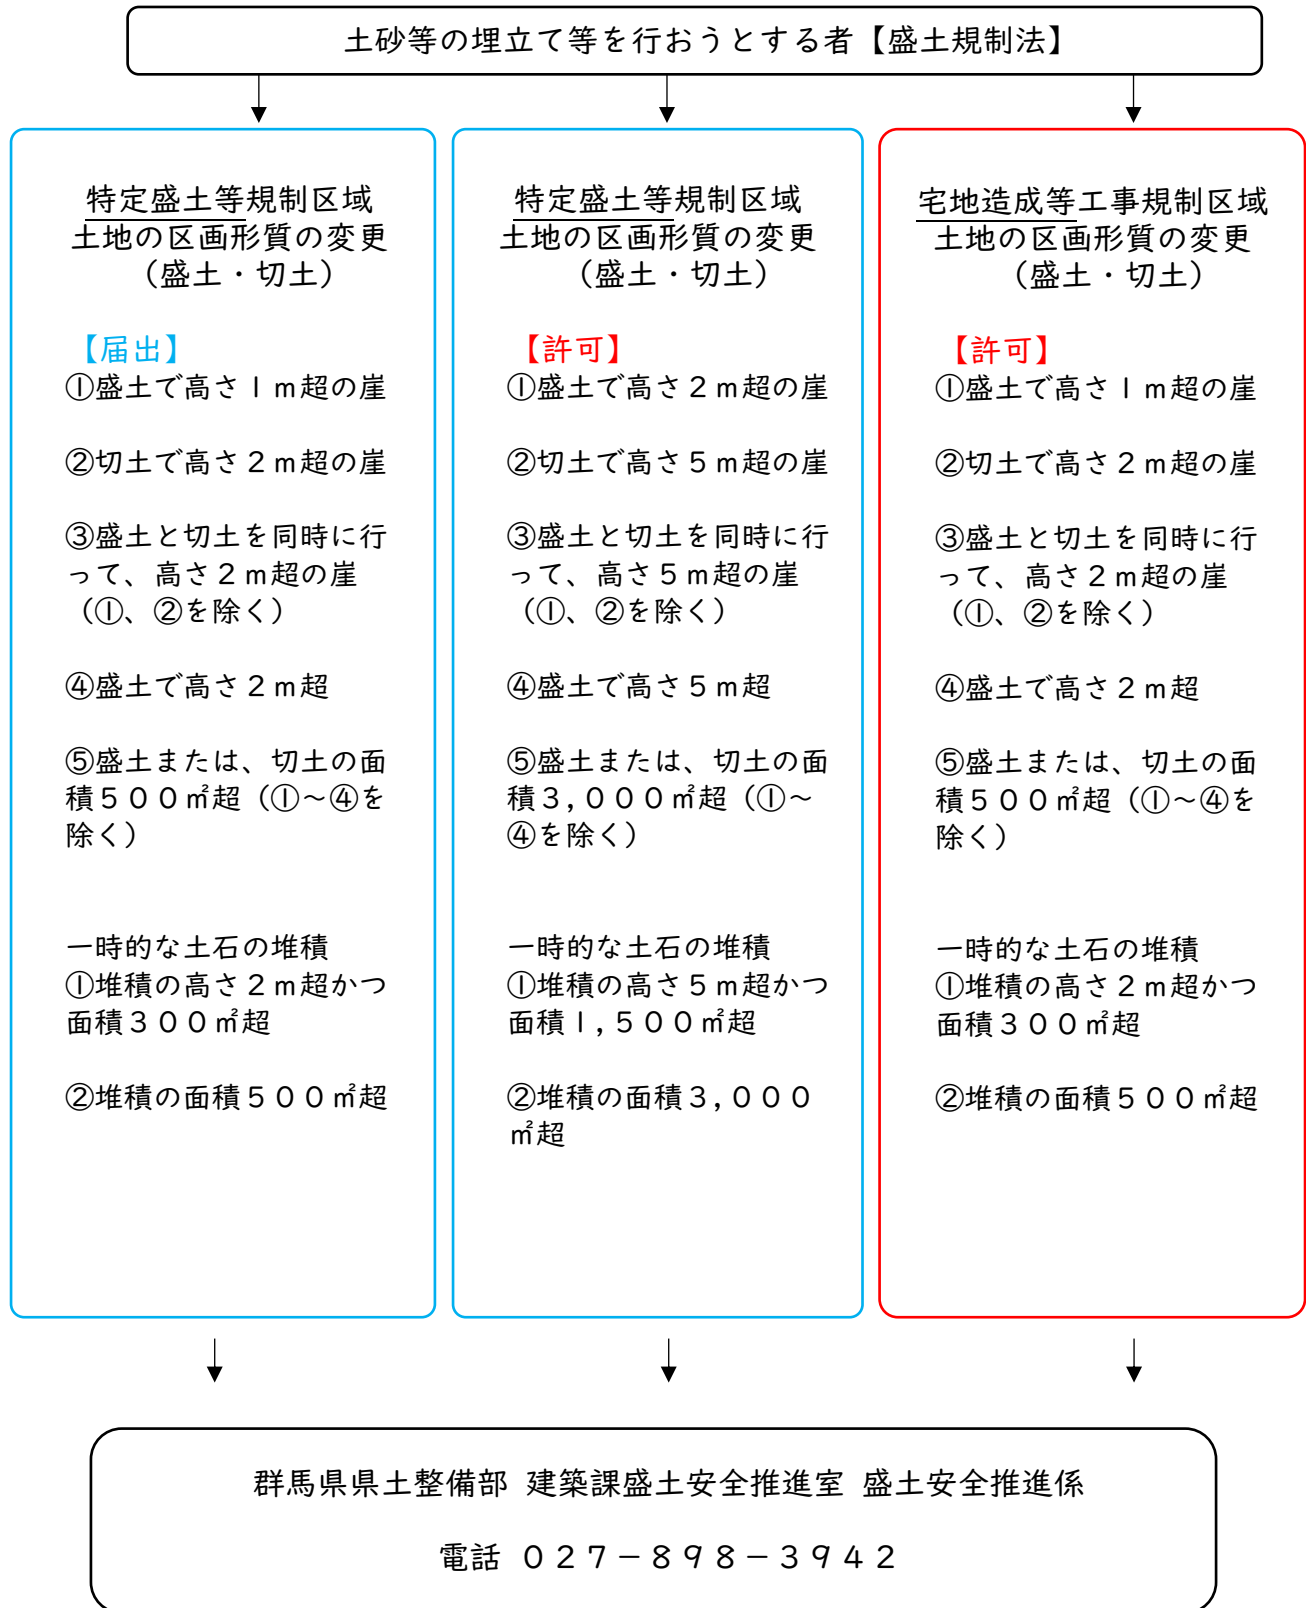 土砂等の埋立て等を行おうとする者【盛土規制法】
特定盛土等規制区域
土地の区画形質の変更
（盛土・切土）
【届出】
①盛土で高さ１ｍ超の崖
②切土で高さ２ｍ超の崖
③盛土と切土を同時に行
って、高さ２ｍ超の崖
（①、②を除く）
④盛土で高さ２ｍ超
⑤盛土または、切土の面
積５００㎡超（①～④を
除く）
一時的な土石の堆積
①堆積の高さ２ｍ超かつ
面積３００㎡超
②堆積の面積５００㎡超
特定盛土等規制区域
土地の区画形質の変更
（盛土・切土）
【許可】
①盛土で高さ２ｍ超の崖
②切土で高さ５ｍ超の崖
③盛土と切土を同時に行
って、高さ５ｍ超の崖
（①、②を除く）
④盛土で高さ５ｍ超
⑤盛土または、切土の面
積３,０００㎡超（①～
④を除く）
一時的な土石の堆積
①堆積の高さ５ｍ超かつ
面積１,５００㎡超
②堆積の面積３,０００
㎡超
宅地造成等工事規制区域
土地の区画形質の変更
（盛土・切土）
【許可】
①盛土で高さ１ｍ超の崖
②切土で高さ２ｍ超の崖
③盛土と切土を同時に行
って、高さ２ｍ超の崖
（①、②を除く）
④盛土で高さ２ｍ超
⑤盛土または、切土の面
積５００㎡超（①～④を
除く）
一時的な土石の堆積
①堆積の高さ２ｍ超かつ
面積３００㎡超
②堆積の面積５００㎡超
群馬県県土整備部 建築課盛土安全推進室 盛土安全推進係
電話 ０２７－８９８－３９４２